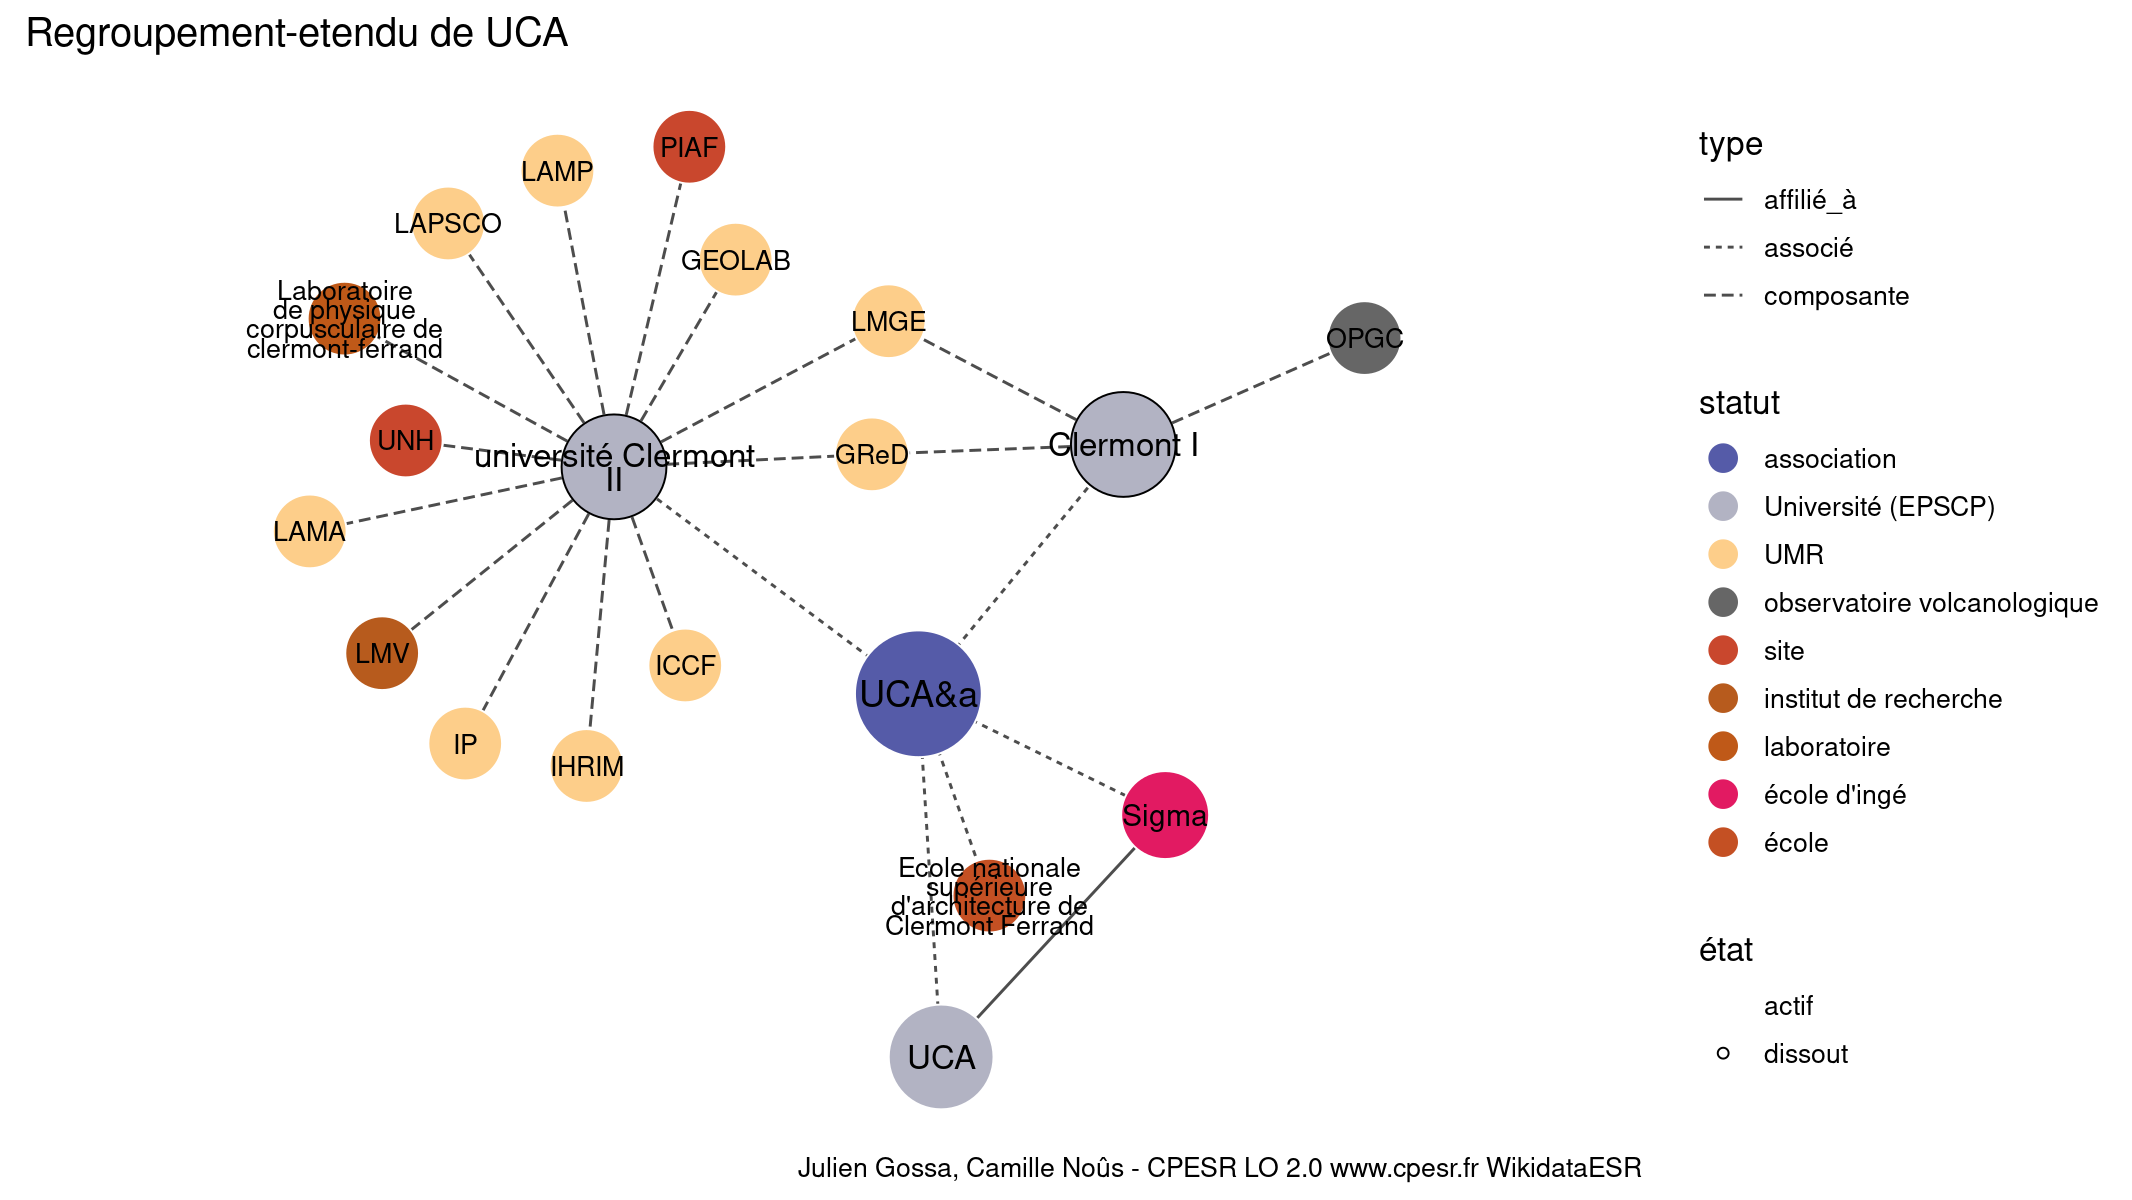 Regroupement-etendu de UCA
PIAF
LAMP
LAPSCO
GEOLAB
Laboratoire
de physique
corpusculaire de
clermont-ferrand
LMGE
OPGC
UNH
université Clermont
II
GReD
Clermont I
LAMA
LMV
ICCF
UCA&a
IP
IHRIM
Sigma
Ecole nationale
supérieure
d'architecture de
Clermont Ferrand
UCA
type
affilié_à
associé
composante
statut
association
Université (EPSCP)
UMR
observatoire volcanologique
site
institut de recherche
laboratoire
école d'ingé
école
état
actif
dissout
Julien Gossa, Camille Noûs - CPESR LO 2.0 www.cpesr.fr WikidataESR